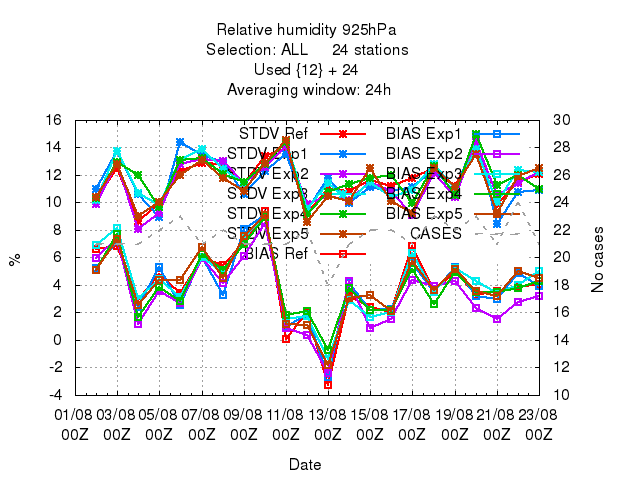 Relative humidity 925hPa
Selection: ALL 24 stations
Used {12} + 24
Averaging window: 24h
16
14
12
10
8
6
4
2
0
-2
-4
%
30
28
26
24
22
20
18
16
14
12
10
No cases
STDV Ref
STDV Exp1
STDV Exp2
STDV Exp3
STDV Exp4
STDV Exp5
BIAS Ref
BIAS Exp1
BIAS Exp2
BIAS Exp3
BIAS Exp4
BIAS Exp5
CASES
01/08 03/08 05/08 07/08 09/08 11/08 13/08 15/08 17/08 19/08 21/08 23/08
00Z 00Z 00Z 00Z 00Z 00Z 00Z 00Z 00Z 00Z 00Z 00Z
Date